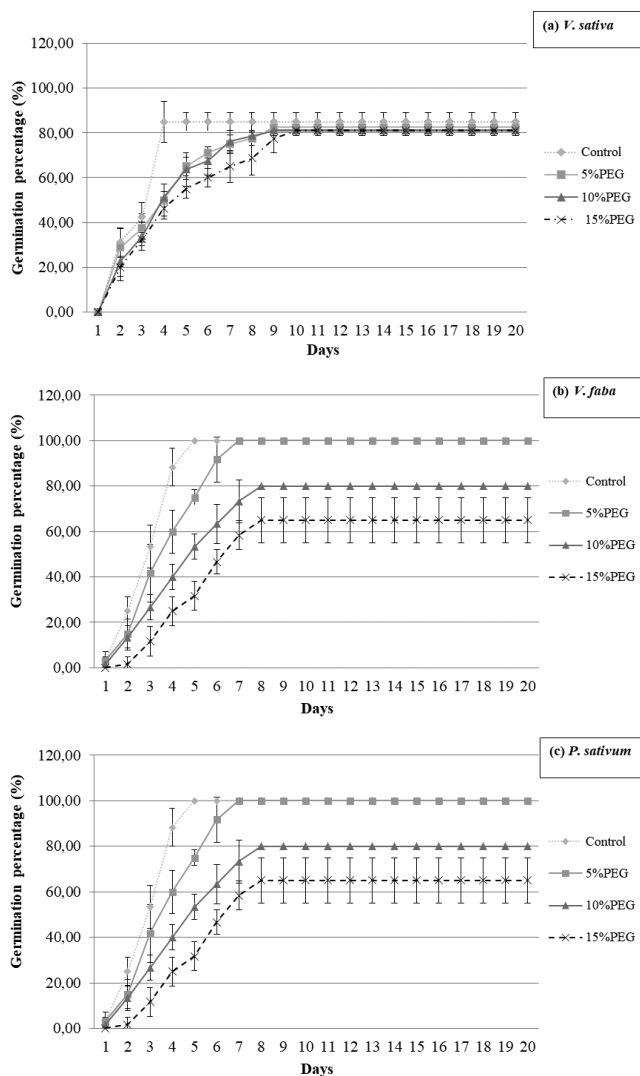 (a) V. sativa
Germination percentage (%)
120,00
100,00
80,00
60,00
40,00
20,00
0,00
1 2 3 4 5 6 7 8 9 10 11 12 13 14 15 16 17 18 19 20
Days
Control
5%PEG
10%PEG
15%PEG
(b) V. faba
Germination percentage (%)
120,00
100,00
80,00
60,00
40,00
20,00
0,00
1 2 3 4 5 6 7 8 9 10 11 12 13 14 15 16 17 18 19 20
Days
Control
5%PEG
10%PEG
15%PEG
(c) P. sativum
Germination percentage (%)
120,00
100,00
80,00
60,00
40,00
20,00
0,00
1 2 3 4 5 6 7 8 9 10 11 12 13 14 15 16 17 18 19 20
Days
Control
5%PEG
10%PEG
15%PEG